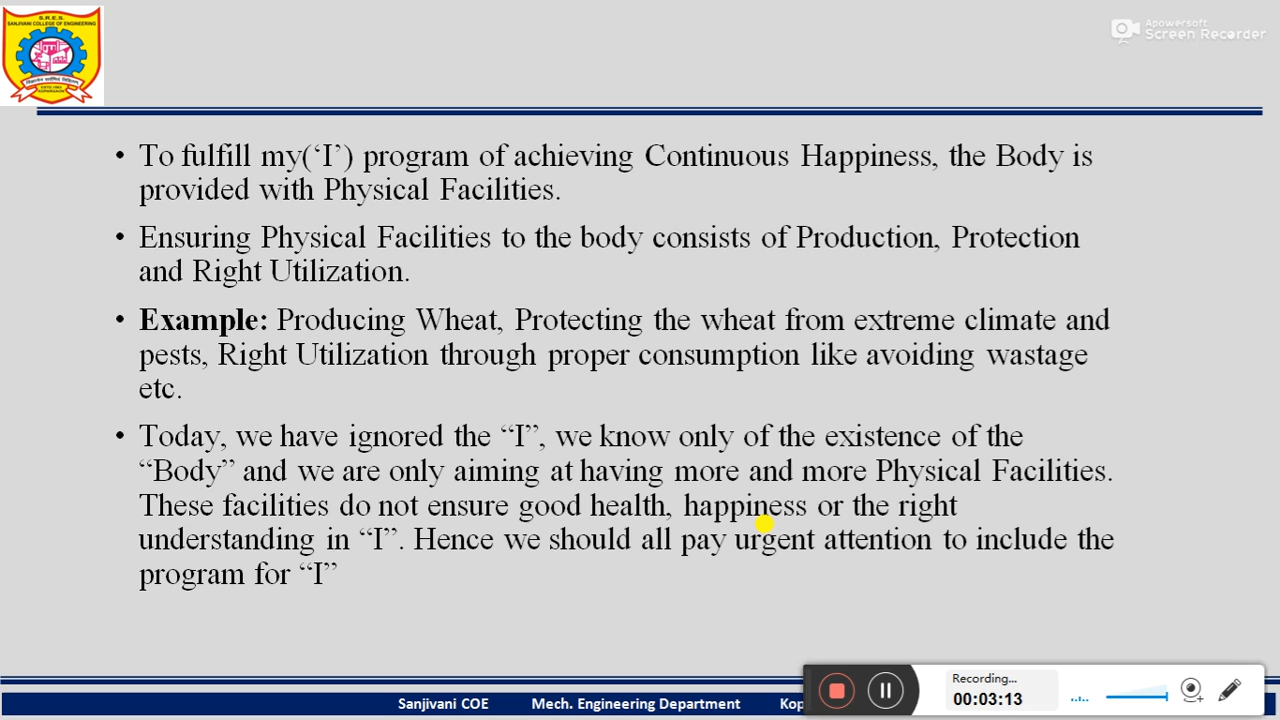 S.R.E.S.
SANJIVANI COLLEGE OF ENGINEERING
Apowersoft
Screen Recorder
• To fulfill my(‘I’) program of achieving Continuous Happiness, the Body is
provided with Physical Facilities.
• Ensuring Physical Facilities to the body consists of Production, Protection
and Right Utilization.
• Example: Producing Wheat, Protecting the wheat from extreme climate and
pests, Right Utilization through proper consumption like avoiding wastage
etc.
• Today, we have ignored the “I”, we know only of the existence of the
“Body” and we are only aiming at having more and more Physical Facilities.
These facilities do not ensure good health, happiness or the right
understanding in “I”. Hence we should all pay urgent attention to include the
program for “I”
Sanjivani COE Mech. Engineering Department Kop
Recording...
00:03:13